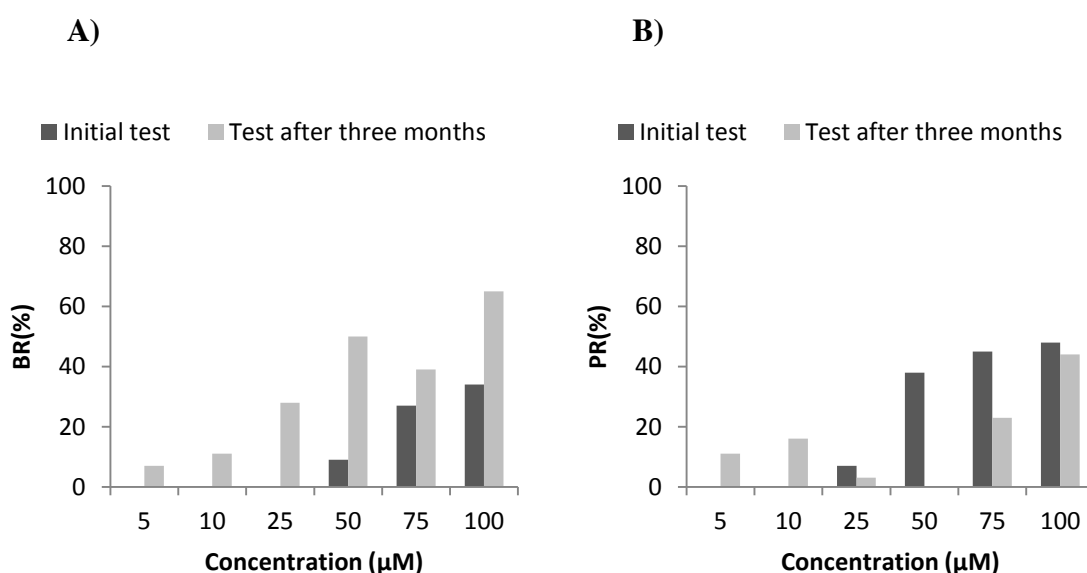 A)
B)
Initial test Test after three months
Initial test Test after three months
100
80
60
40
20
0
BR(%)
5 10 25 50 75 100
Concentration (µM)
100
80
60
40
20
0
PR(%)
5 10 25 50 75 100
Concentration (µM)